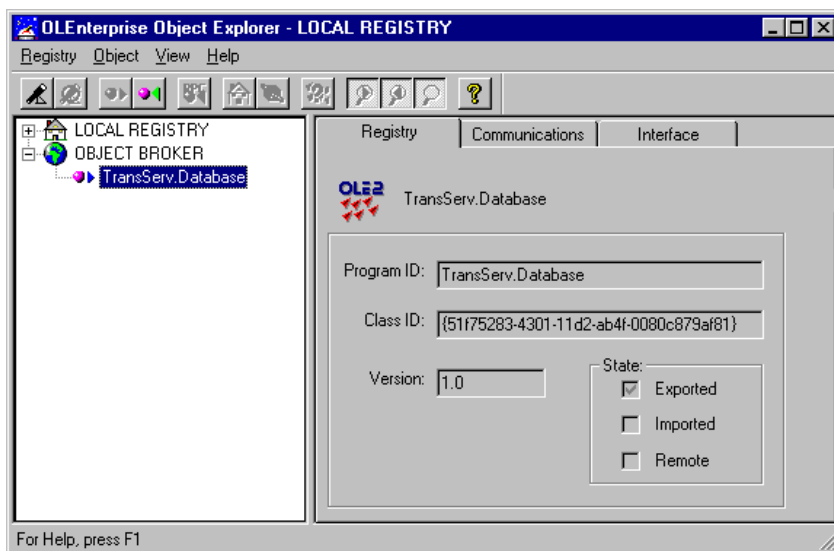 OLEnterprise Object Explorer - LOCAL REGISTRY
Registry Object View Help
RPC
?
LOCAL REGISTRY
OBJECT BROKER
TransServ.Database
Registry Communications Interface
OLE2
TransServ.Database
Program ID: TransServ.Database
Class ID: {51f75283-4301-11d2-ab4f-0080c879af81}
Version: 1.0
State:
Exported
Imported
Remote
For Help, press F1